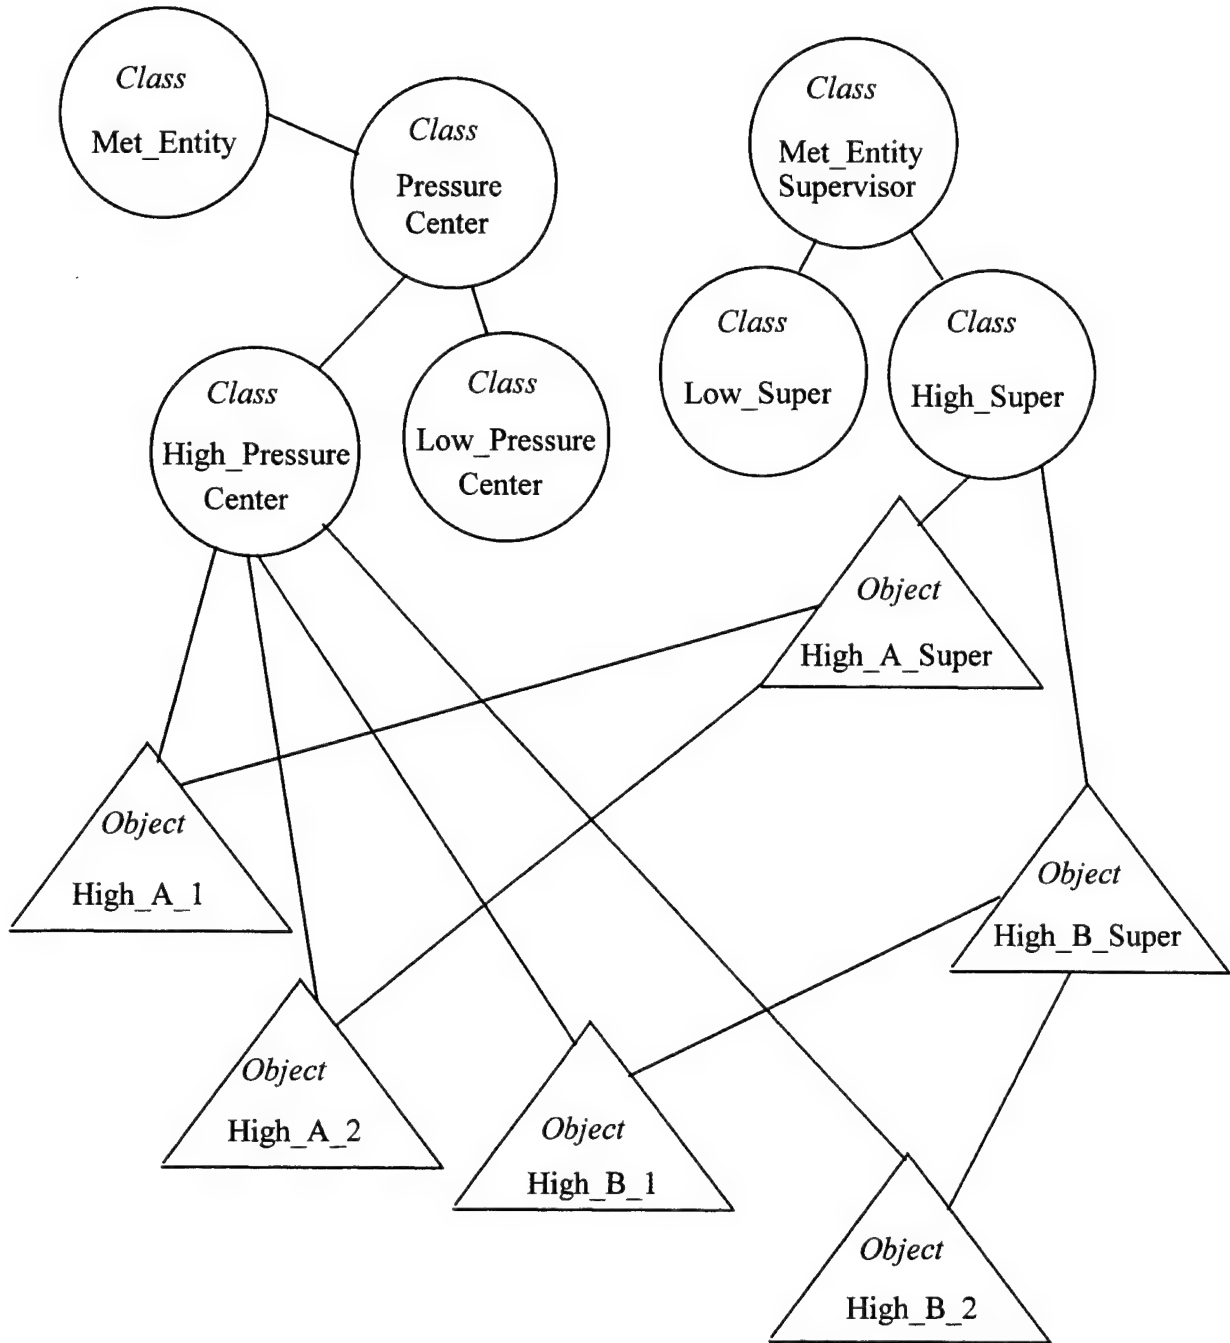 Class
Met_Entity
Class
Pressure
Center
Class
Met_Entity
Supervisor
Class
High_Pressure
Center
Class
Low_Pressure
Center
Class
Low_Super
Class
High_Super
Object
High_A_Super
Object
High_A_1
Object
High_B_Super
Object
High_A_2
Object
High_B_1
Object
High_B_2